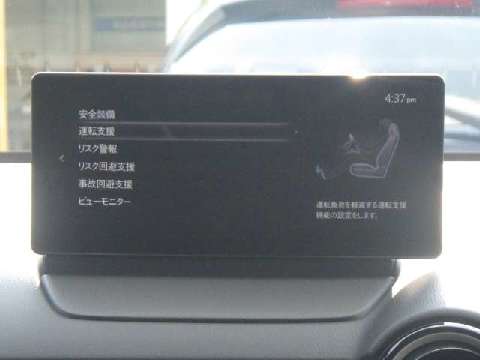 4:37 pm
安全装備
運転支援
リスク警報
リスク回避支援
事故回避支援
ビューモニター
運転負荷を軽減する運転支援
機能の設定をします。